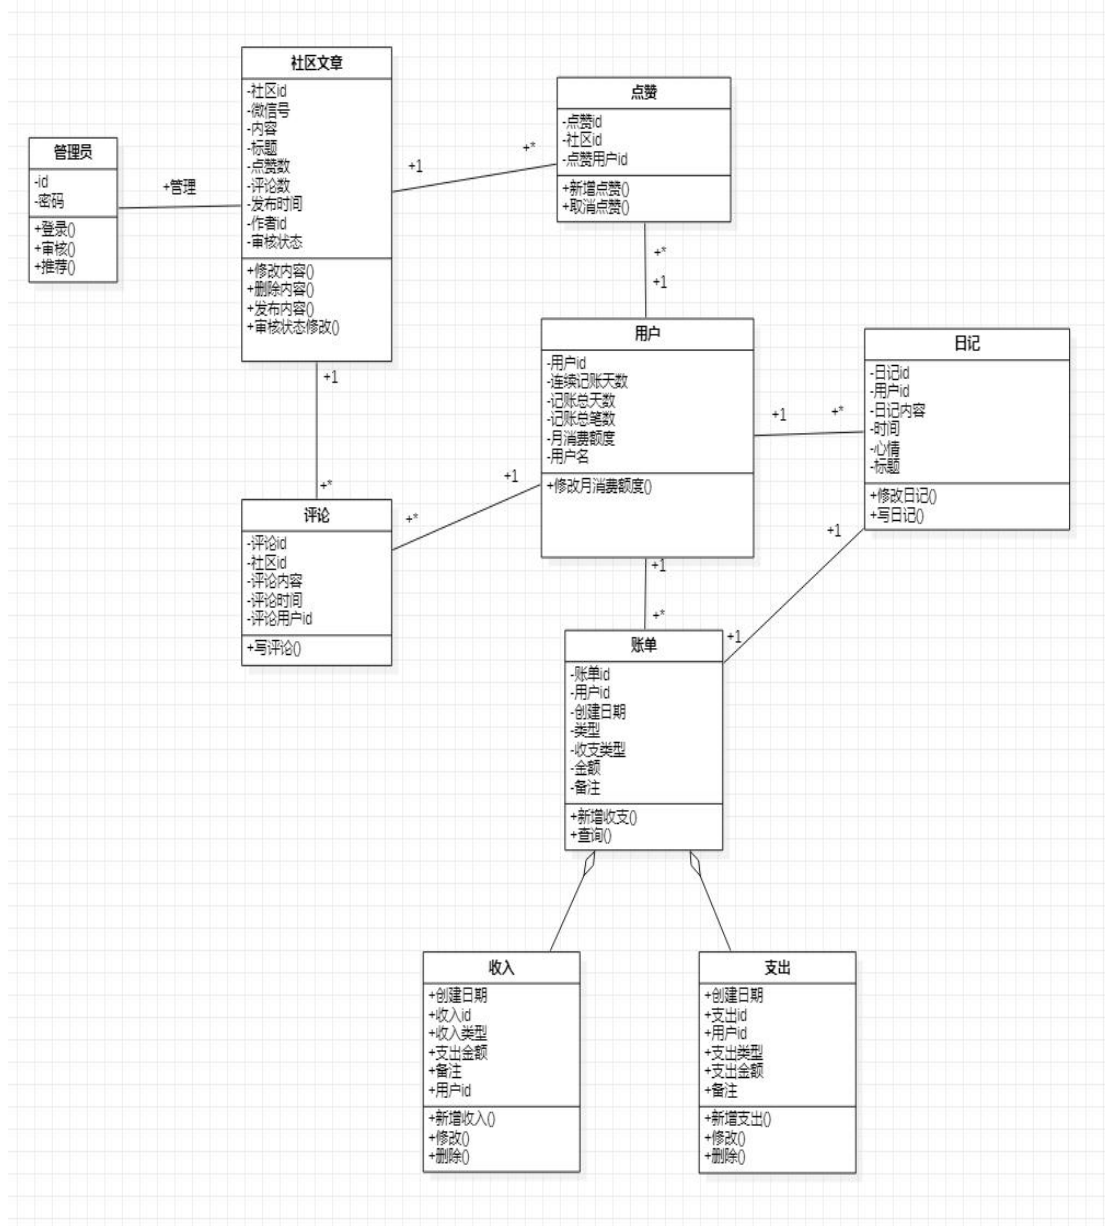 社区文章
-社区id
-微信号
-内容
-标题
-点赞数
-评论数
-发布时间
-作者id
-审核状态
+修改内容()
+删除内容()
+发布内容()
+审核状态修改()
点赞
-点赞id
-社区id
-点赞用户id
+新增点赞()
+取消点赞()
管理员
-id
-密码
+登录()
+审核()
+推荐()
+管理
+1
+*
+*
+1
用户
-用户id
-连续记账天数
-记账总天数
-记账总笔数
-月消费额度
-用户名
+修改月消费额度()
日记
-日记id
-用户id
-日记内容
-时间
-心情
-标题
+修改日记()
+写日记()
+1
+*
+1
+*
+1
+*
评论
-评论id
-社区id
-评论内容
-评论时间
-评论用户id
+写评论()
+1
+*
+1
+1
账单
-账单id
-用户id
-创建日期
-类型
-收支类型
-金额
-备注
+新增收支()
+查询()
收入
+创建日期
+收入id
+收入类型
+支出金额
+备注
+用户id
+新增收入()
+修改()
+删除()
支出
+创建日期
+支出id
+用户id
+支出类型
+支出金额
+备注
+新增支出()
+修改()
+删除()